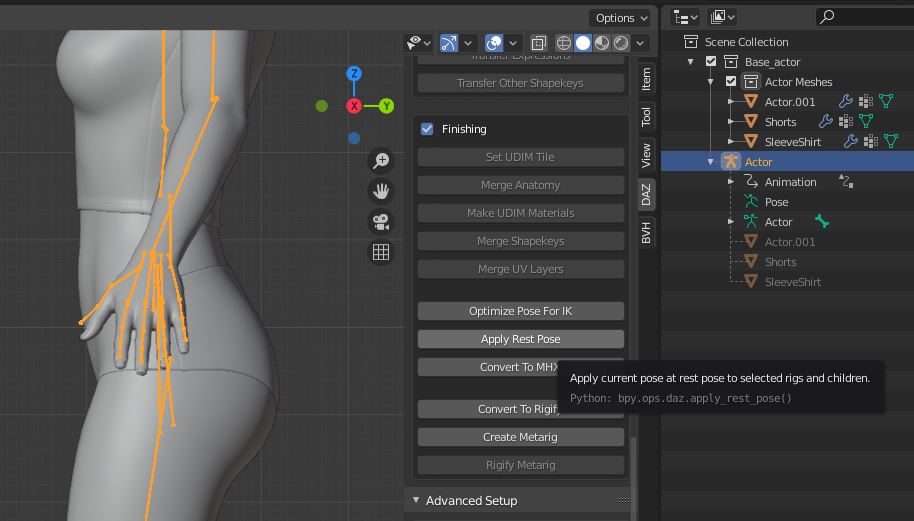 Options
Z
X
Y
Transfer Expressions
Transfer Other Shapekeys
Finishing
Set UDIM Tile
Merge Anatomy
Make UDIM Materials
Merge Shapekeys
Merge UV Layers
Optimize Pose For IK
Apply Rest Pose
Convert To MHX
Convert To Rigify
Create Metarig
Rigify Metarig
Advanced Setup
Item
Tool
View
DAZ
BVH
Scene Collection
Base_actor
Actor Meshes
Actor.001
Shorts
SleeveShirt
Actor
Animation
Pose
Actor
Actor.001
Shorts
SleeveShirt
Apply current pose at rest pose to selected rigs and children.
Python: bpy.ops.daz.apply_rest_pose()